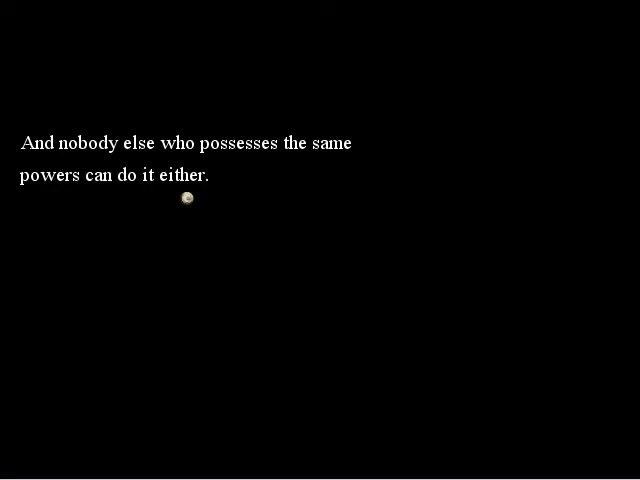 And nobody else who possesses the same
powers can do it either.